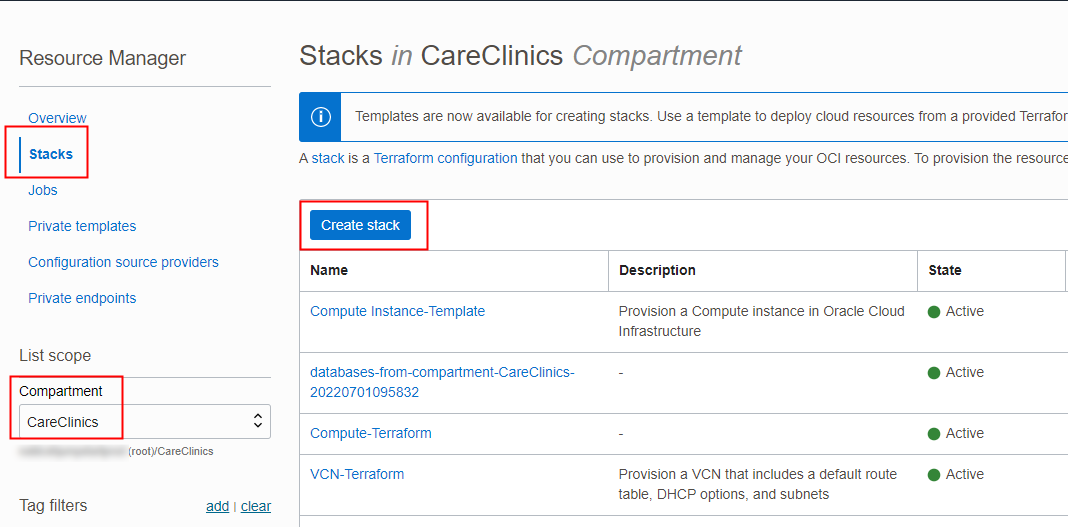 Resource Manager
Overview
Stacks
Jobs
Private templates
Configuration source providers
Private endpoints
List scope
Compartment
CareClinics
(root)/CareClinics
Tag filters
add | clear
Stacks in CareClinics Compartment
Templates are now available for creating stacks. Use a template to deploy cloud resources from a provided Terrafor
A stack is a Terraform configuration that you can use to provision and manage your OCI resources. To provision the resource
Create stack
Name Description State
Compute Instance-Template Provision a Compute instance in Oracle Cloud Active
Infrastructure
databases-from-compartment-CareClinics- - Active
20220701095832
Compute-Terraform - Active
VCN-Terraform Provision a VCN that includes a default route Active
table, DHCP options, and subnets